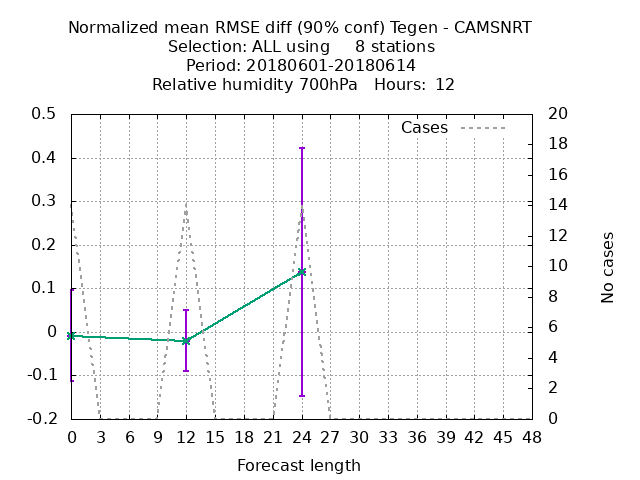 Normalized mean RMSE diff (90% conf) Tegen - CAMSNRT
Selection: ALL using     8 stations
Period: 20180601-20180614
Relative humidity 700hPa   Hours:  12
Cases
0.5
0.4
0.3
0.2
0.1
0
-0.1
-0.2
20
18
16
14
12
10
8
6
4
2
0
No cases
0 3 6 9 12 15 18 21 24 27 30 33 36 39 42 45 48
Forecast length